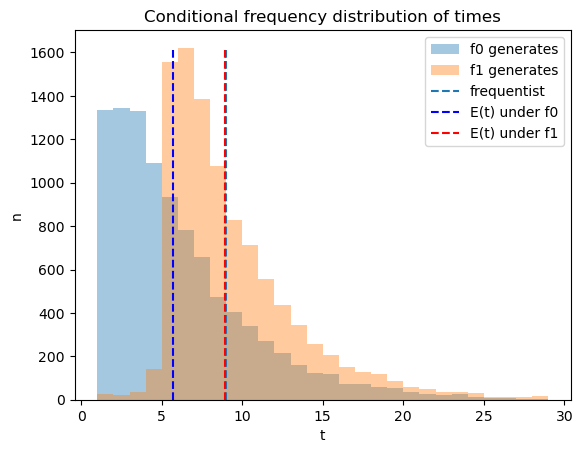 Conditional frequency distribution of times
f0 generates
f1 generates
frequentist
E(t) under f0
E(t) under f1
n
1600
1400
1200
1000
800
600
400
200
0
0 5 10 15 20 25 30
t